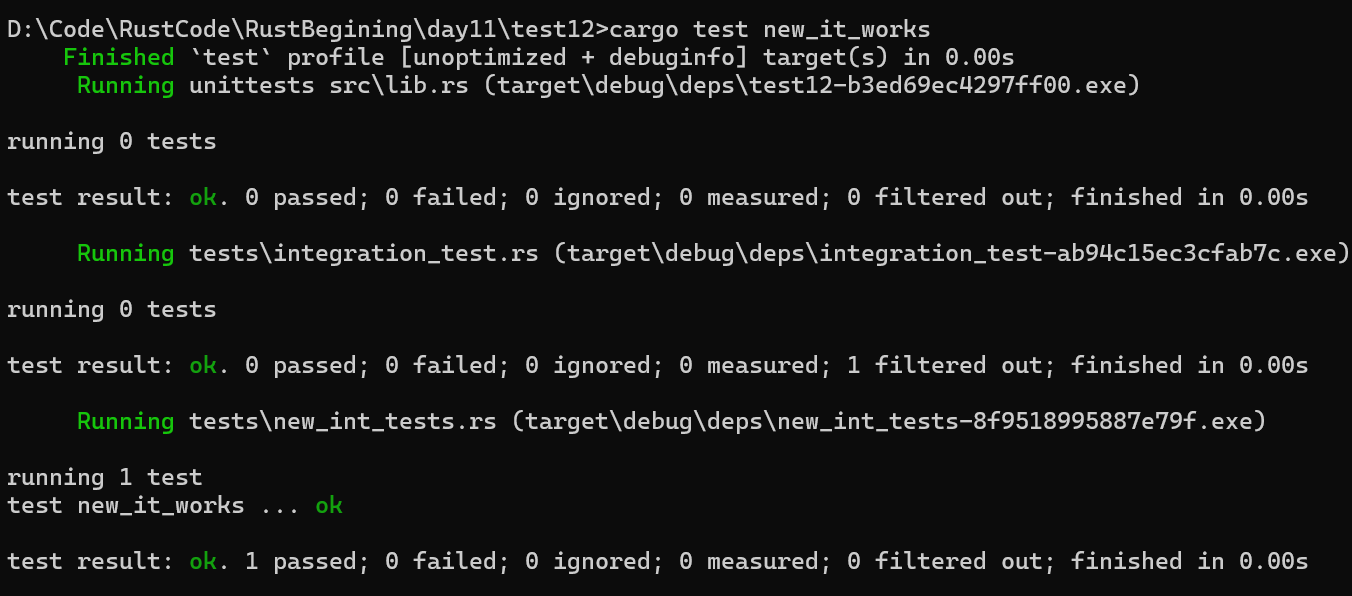 D:\Code\RustCode\RustBegining\day11\test12>cargo test new_it_works
Finished `test` profile [unoptimized + debuginfo] target(s) in 0.00s
Running unittests src\lib.rs (target\debug\deps\test12-b3ed69ec4297ff00.exe)
running 0 tests
test result: ok. 0 passed; 0 failed; 0 ignored; 0 measured; 0 filtered out; finished in 0.00s
Running tests\integration_test.rs (target\debug\deps\integration_test-ab94c15ec3cfab7c.exe)
running 0 tests
test result: ok. 0 passed; 0 failed; 0 ignored; 0 measured; 1 filtered out; finished in 0.00s
Running tests\new_int_tests.rs (target\debug\deps\new_int_tests-8f9518995887e79f.exe)
running 1 test
test new_it_works ... ok
test result: ok. 1 passed; 0 failed; 0 ignored; 0 measured; 0 filtered out; finished in 0.00s